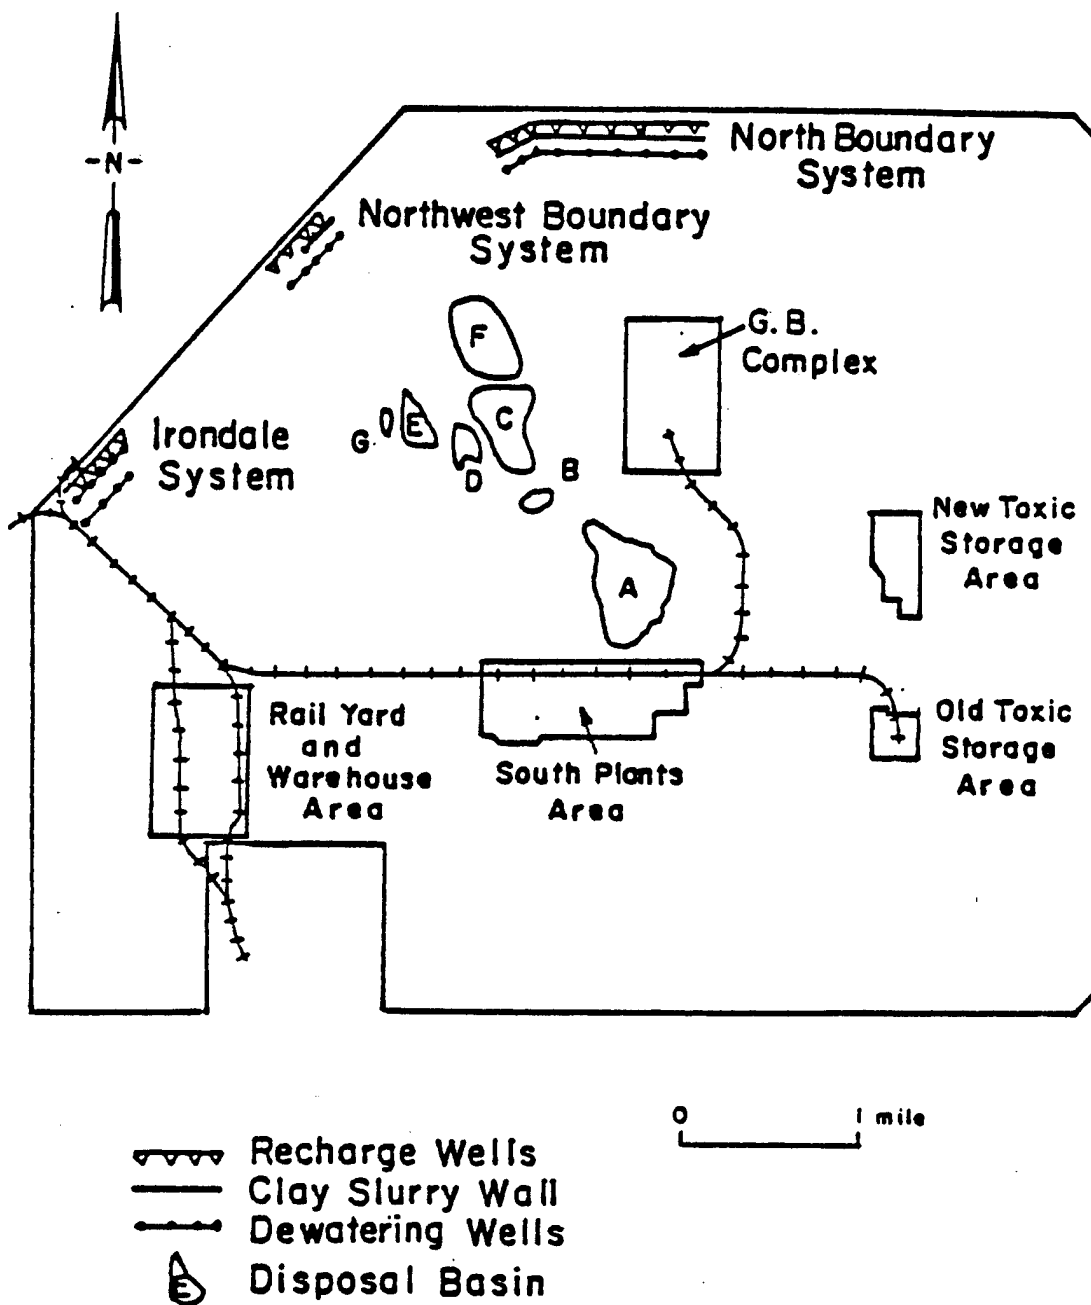 -N-
North Boundary
System
Northwest Boundary
System
F
G.B.
Complex
C
E
G
D
B
Irondale
System
New Toxic
Storage
Area
A
Rail Yard
and
Warehouse
Area
South Plants
Area
Old Toxic
Storage
Area
0 1 mile
Recharge Wells
Clay Slurry Wall
Dewatering Wells
E Disposal Basin